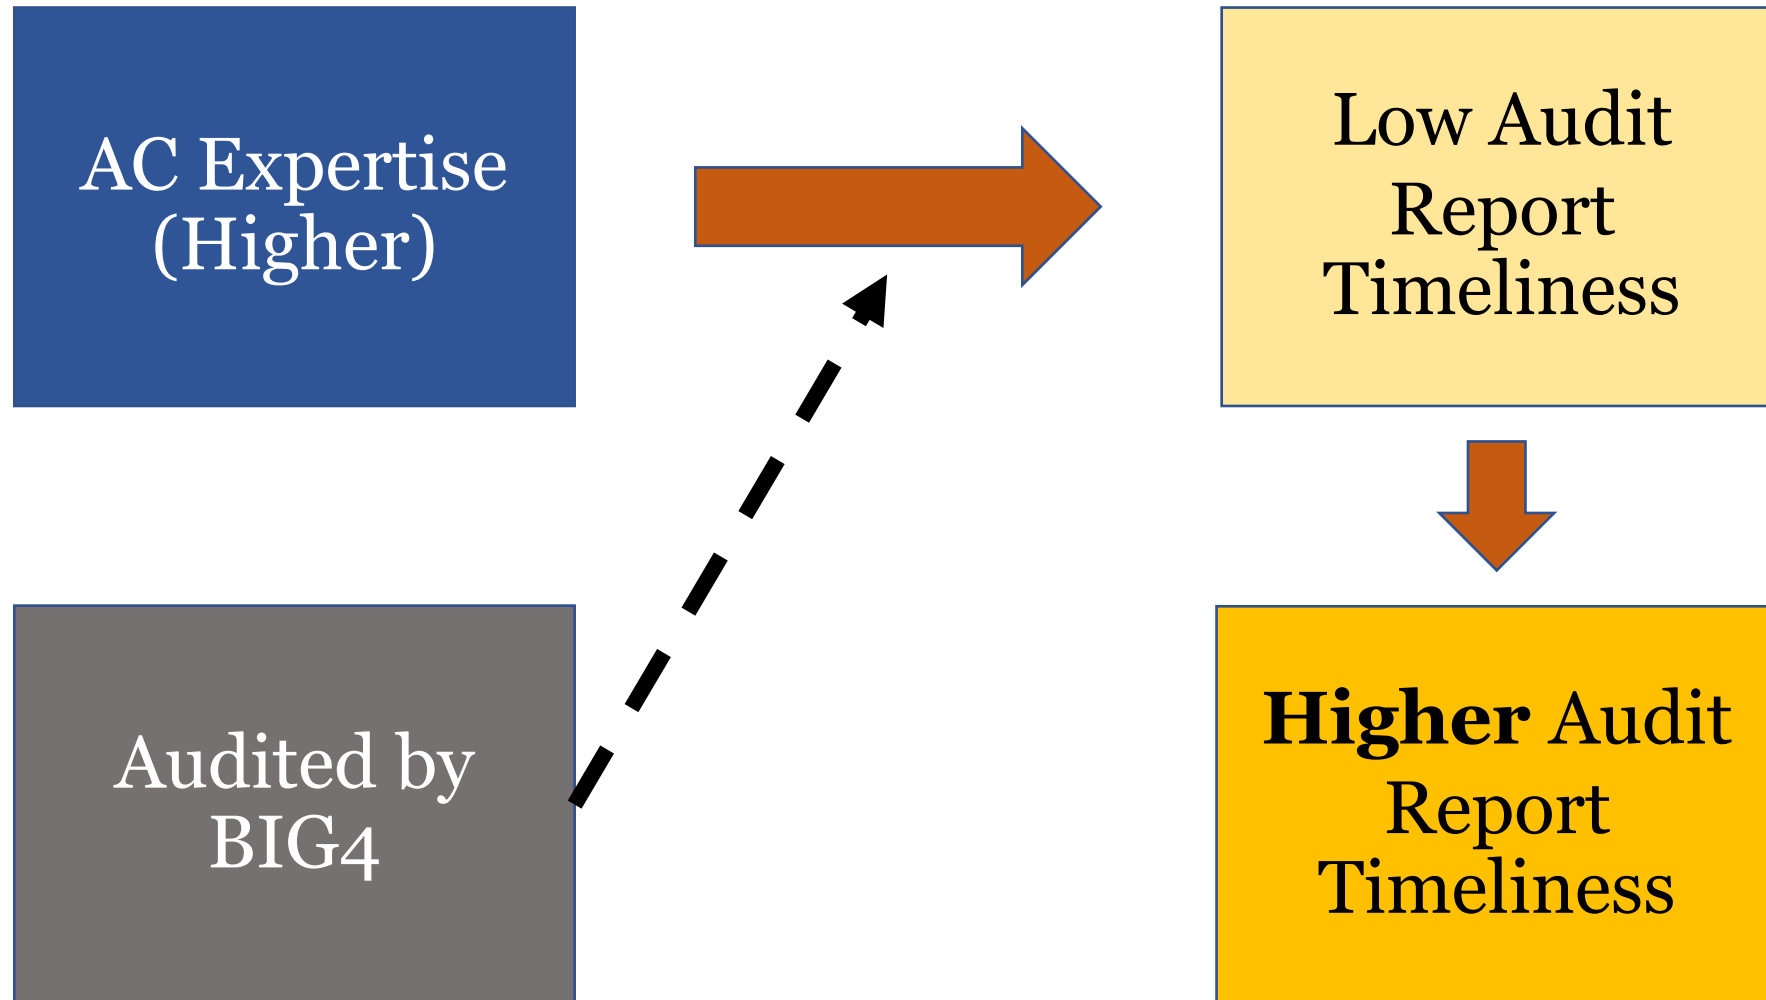 AC Expertise
(Higher)
Low Audit
Report
Timeliness
Audited by
BIG4
Higher Audit
Report
Timeliness